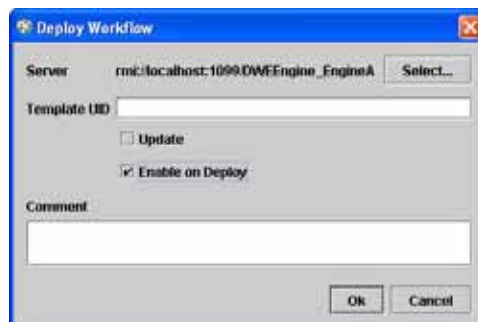 Deploy Workflow
Server rmi://localhost:1099/DWFEngine_EngineA Select...
Template UID
Update
Enable on Deploy
Comment
Ok Cancel